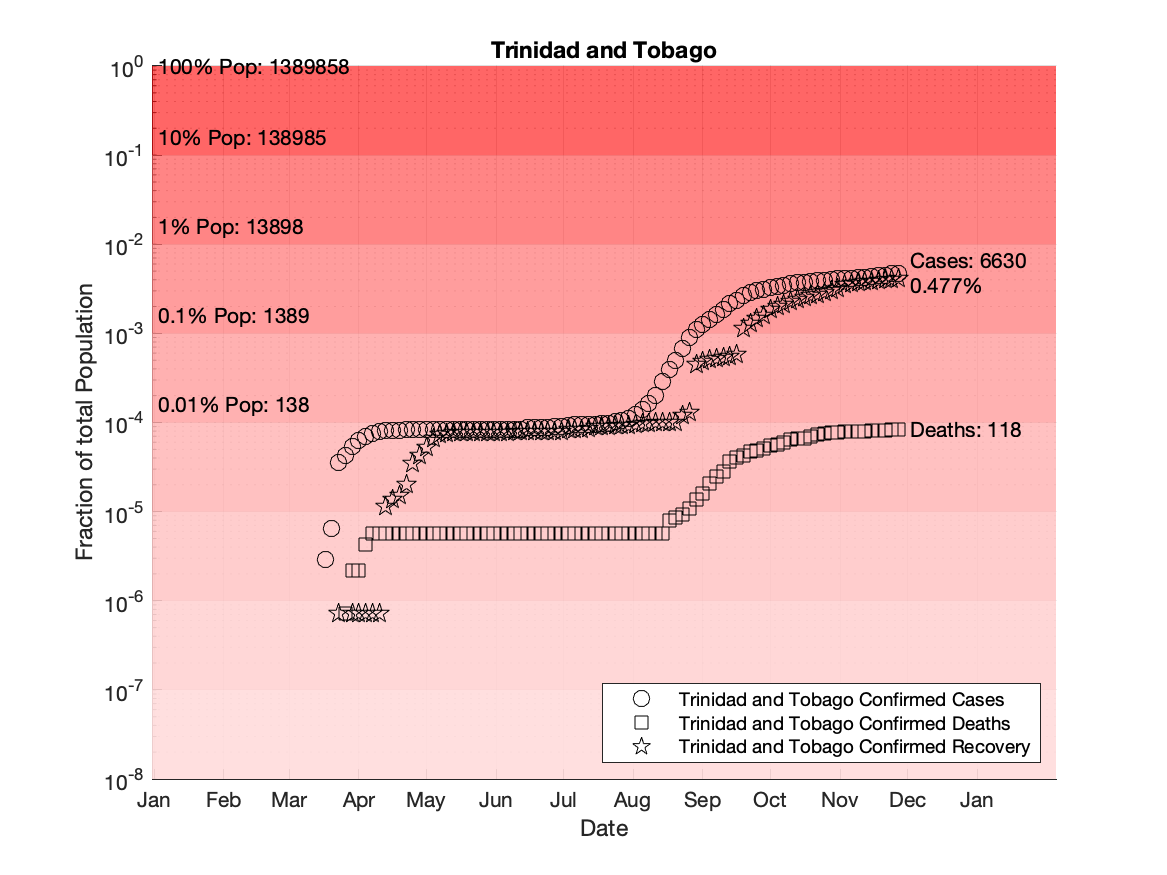 Trinidad and Tobago
10^0
100% Pop: 1389858
10% Pop: 138985
10^-1
1% Pop: 13898
10^-2
Cases: 6630
0.477%
0.1% Pop: 1389
10^-3
0.01% Pop: 138
10^-4
Deaths: 118
10^-5
10^-6
10^-7
10^-8
Fraction of total Population
Trinidad and Tobago Confirmed Cases
Trinidad and Tobago Confirmed Deaths
Trinidad and Tobago Confirmed Recovery
Jan Feb Mar Apr May Jun Jul Aug Sep Oct Nov Dec Jan
Date